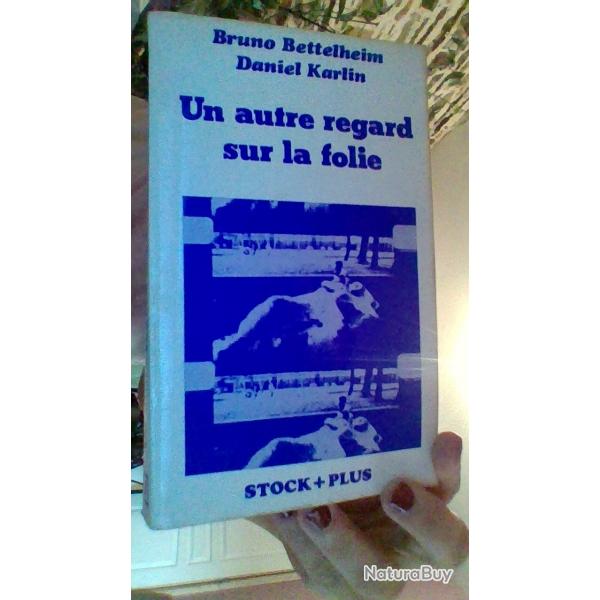 Bruno Bettelheim
Daniel Karlin
Un autre regard
sur la folie
STOCK + PLUS
NaturaBuy